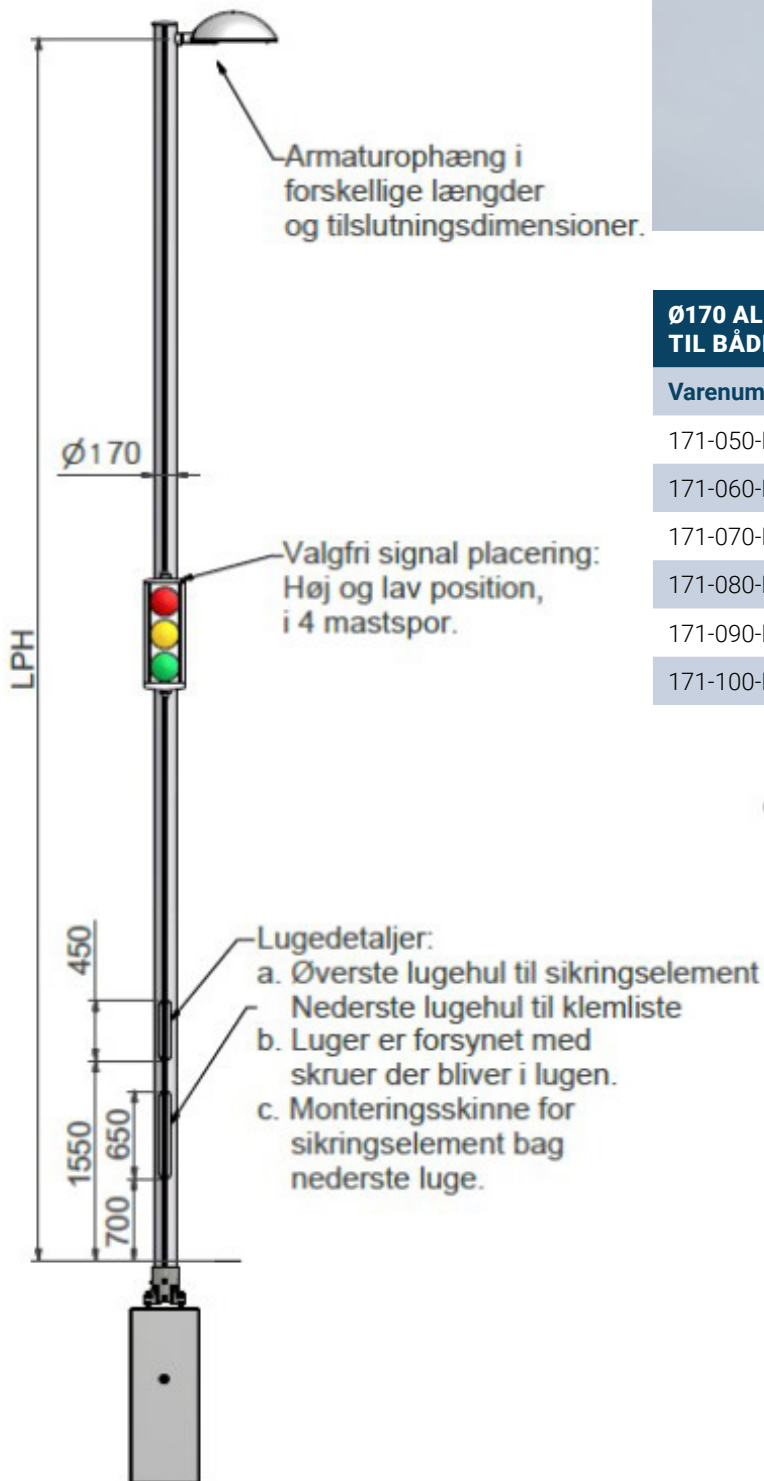 Armaturophæng i
forskellige længder
og tilslutningsdimensioner.
Ø170
Valgfri signal placering:
Høj og lav position,
i 4 mastspor.
LPH
450
Lugedetaljer:
a. Øverste lugehul til sikringselement
Nederste lugehul til klemliste
b. Luger er forsynet med
skruer der bliver i lugen.
c. Monteringsskinne for
sikringselement bag
nederste luge.
1550
650
700
Ø170 AL
TIL
Varenum
171-050-
171-060-
171-070-
171-080-
171-090-
171-100-